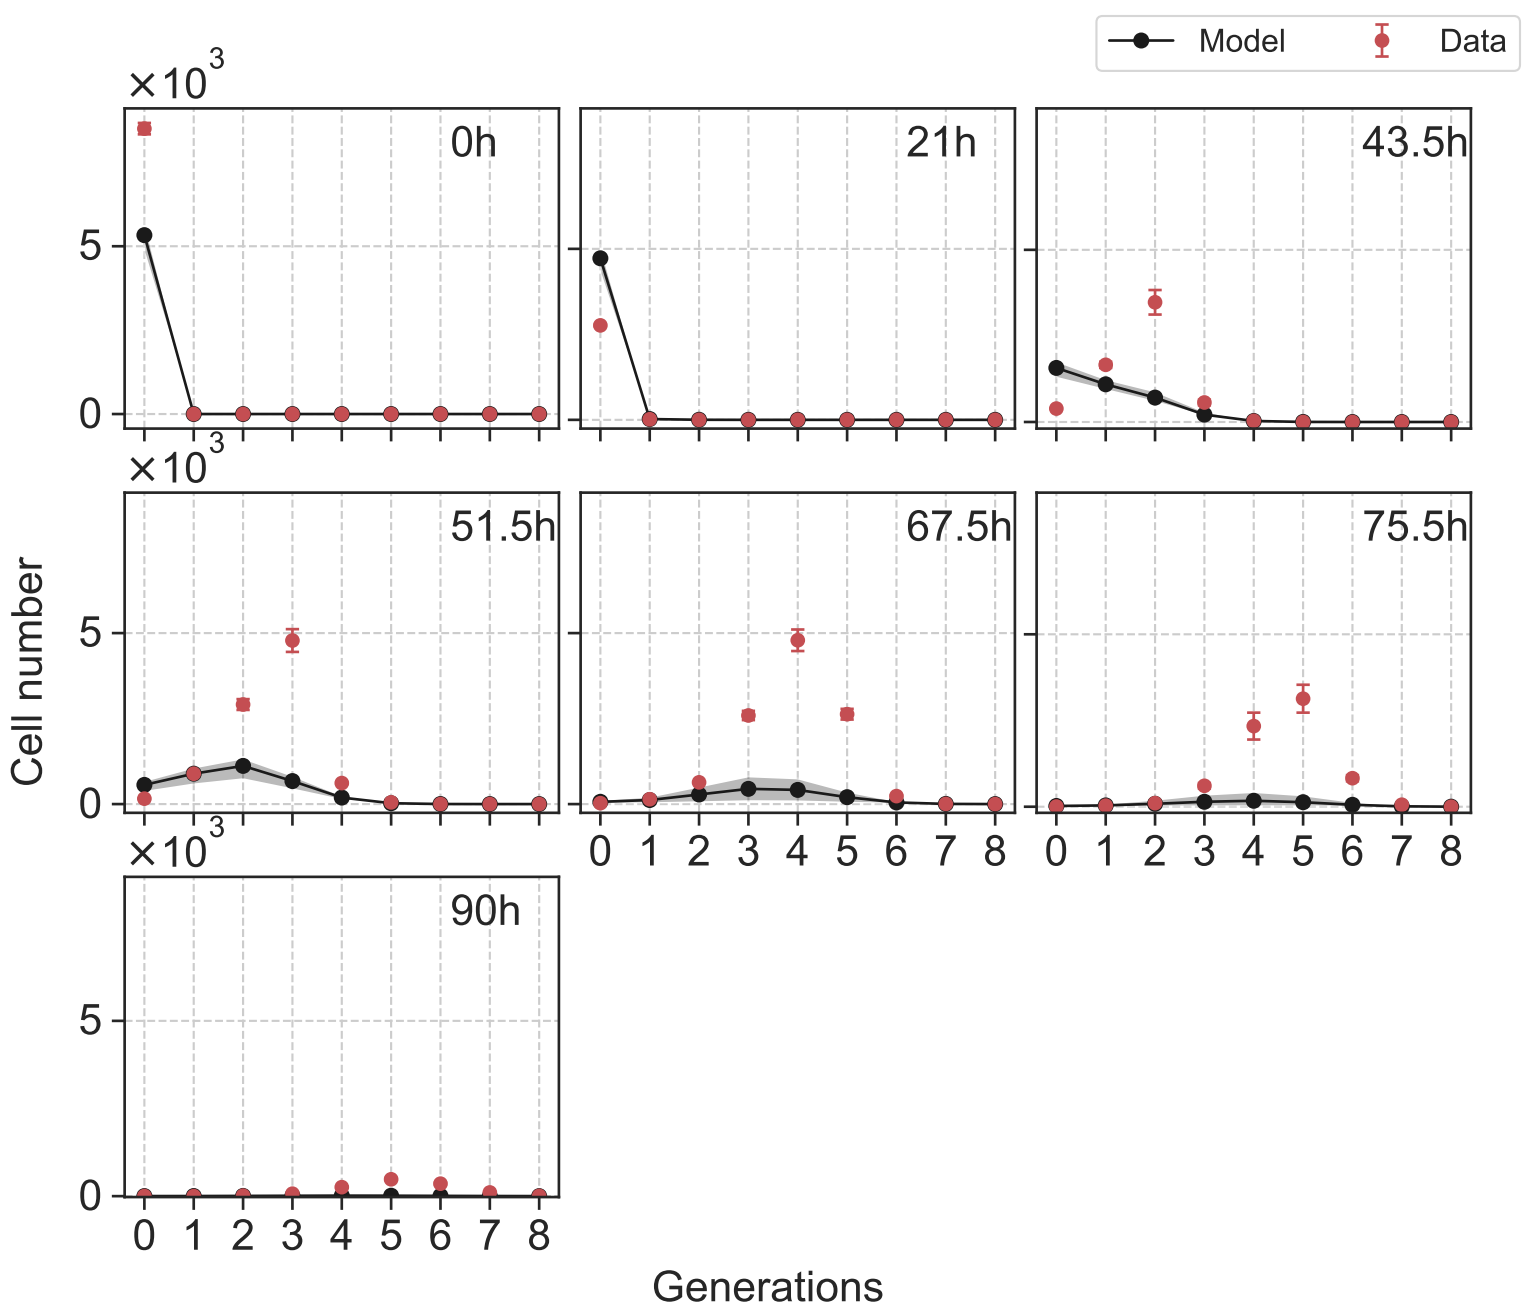 Model Data
×10³
0h 21h 43.5h
5
0
×10³
51.5h 67.5h 75.5h
5
0
0 1 2 3 4 5 6 7 8 0 1 2 3 4 5 6 7 8
×10³
90h
5
0
0 1 2 3 4 5 6 7 8
Cell number
Generations